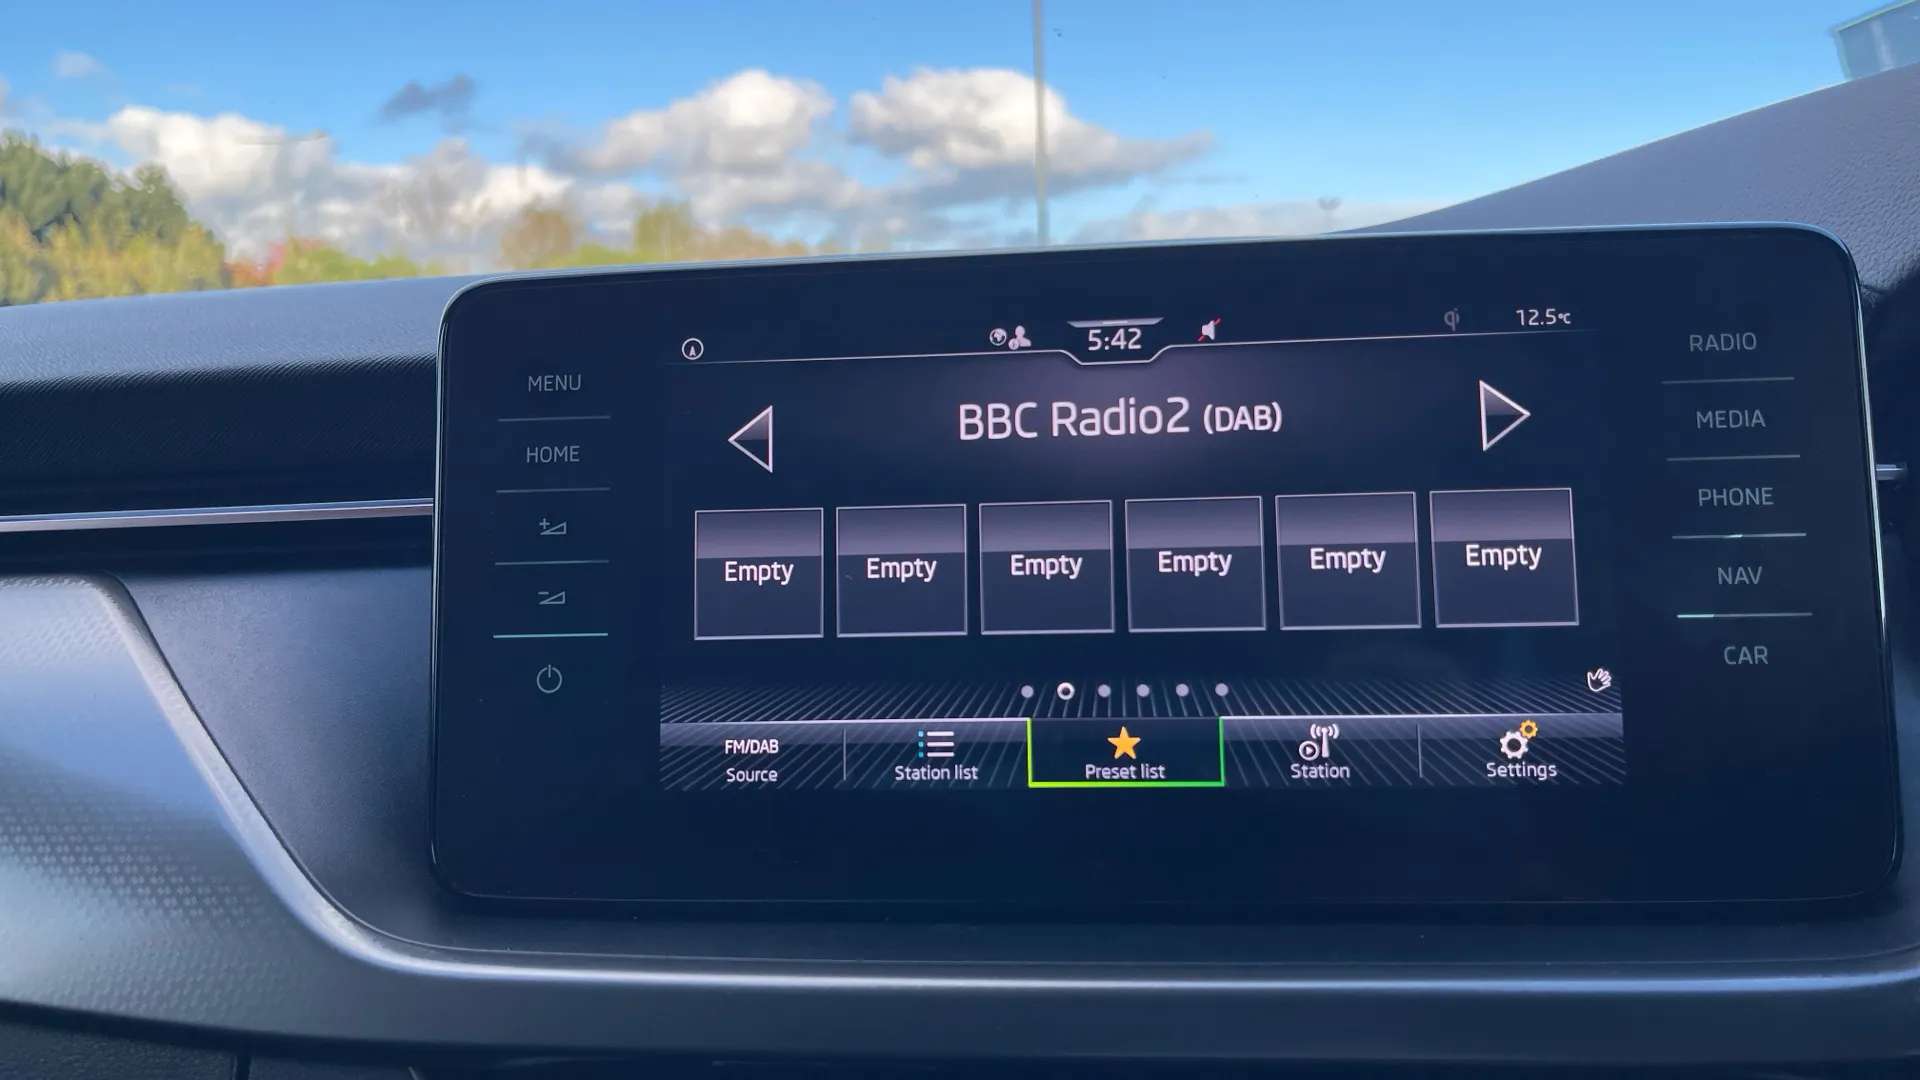 5:42
qi
12.5°C
MENU
HOME
RADIO
MEDIA
PHONE
NAV
CAR
BBC Radio2 (DAB)
Empty Empty Empty Empty Empty Empty
FM/DAB
Source
Station list
Preset list
Station
Settings